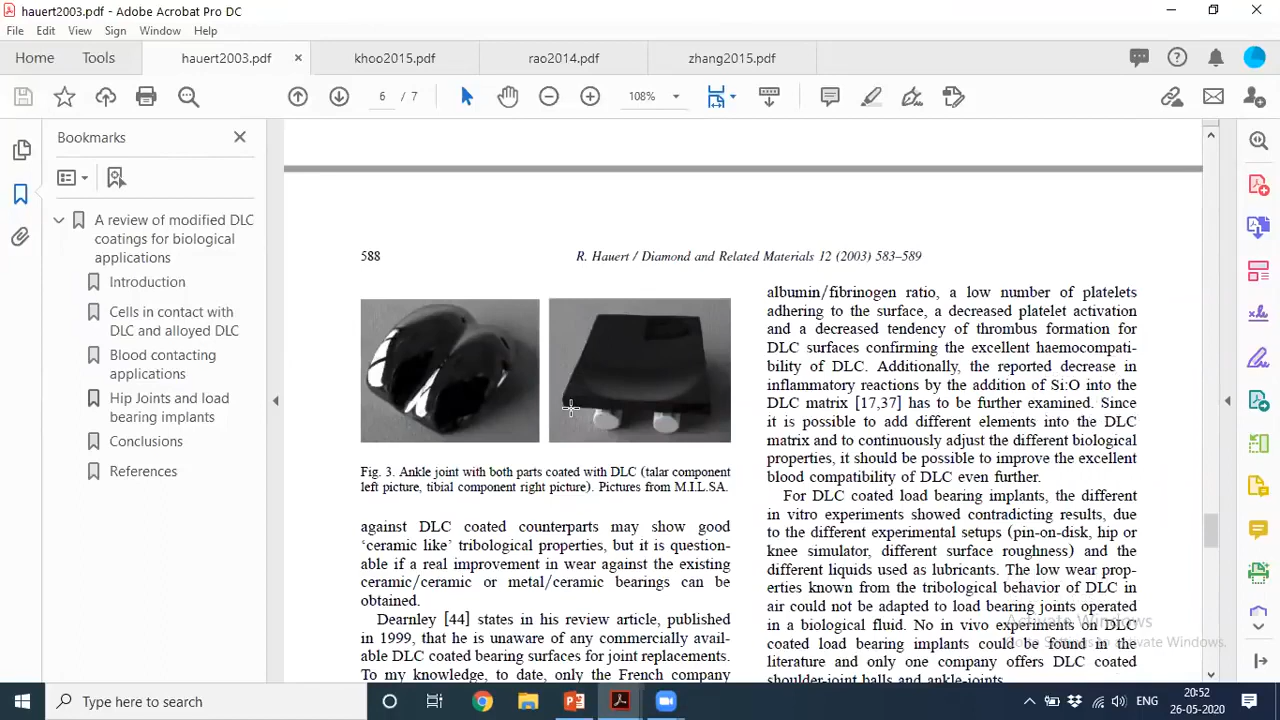 hauert2003.pdf - Adobe Acrobat Pro DC
File Edit View Sign Window Help
Home Tools hauert2003.pdf khoo2015.pdf rao2014.pdf zhang2015.pdf
6 / 7 108%
Bookmarks
A review of modified DLC
coatings for biological
applications
Introduction
Cells in contact with
DLC and alloyed DLC
Blood contacting
applications
Hip Joints and load
bearing implants
Conclusions
References
588 R. Hauert / Diamond and Related Materials 12 (2003) 583–589
Fig. 3. Ankle joint with both parts coated with DLC (talar component
left picture, tibial component right picture). Pictures from M.I.L.SA.
against DLC coated counterparts may show good
‘ceramic like’ tribological properties, but it is question-
able if a real improvement in wear against the existing
ceramic/ceramic or metal/ceramic bearings can be
obtained.
Dearnley [44] states in his review article, published
in 1999, that he is unaware of any commercially avail-
able DLC coated bearing surfaces for joint replacements.
To my knowledge, to date, only the French company
albumin/fibrinogen ratio, a low number of platelets
adhering to the surface, a decreased platelet activation
and a decreased tendency of thrombus formation for
DLC surfaces confirming the excellent haemocompati-
bility of DLC. Additionally, the reported decrease in
inflammatory reactions by the addition of Si:O into the
DLC matrix [17,37] has to be further examined. Since
it is possible to add different elements into the DLC
matrix and to continuously adjust the different biological
properties, it should be possible to improve the excellent
blood compatibility of DLC even further.
For DLC coated load bearing implants, the different
in vitro experiments showed contradicting results, due
to the different experimental setups (pin-on-disk, hip or
knee simulator, different surface roughness) and the
different liquids used as lubricants. The low wear prop-
erties known from the tribological behavior of DLC in
air could not be adapted to load bearing joints operated
in a biological fluid. No in vivo experiments on DLC
coated load bearing implants could be found in the
literature and only one company offers DLC coated
shoulder-joint balls and ankle-joints.
Activate Windows
Go to Settings to activate Windows.
Type here to search
ENG
20:52
26-05-2020